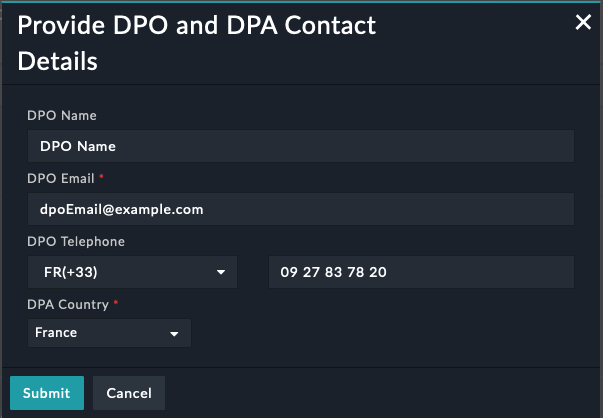 Provide DPO and DPA Contact
Details
DPO Name
DPO Name
DPO Email *
dpoEmail@example.com
DPO Telephone
FR(+33)
09 27 83 78 20
DPA Country *
France
Submit
Cancel